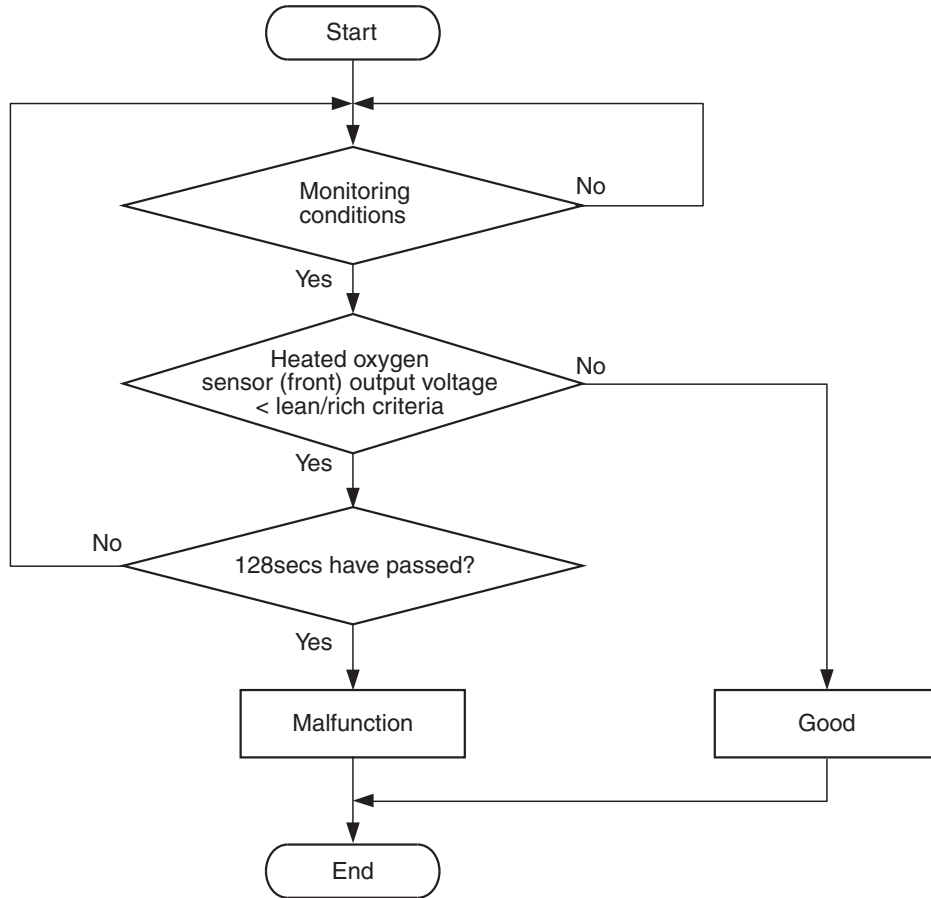 Start
Monitoring
conditions
No
Yes
Heated oxygen
sensor (front) output voltage
< lean/rich criteria
No
Yes
128secs have passed?
No
Yes
Malfunction
Good
End